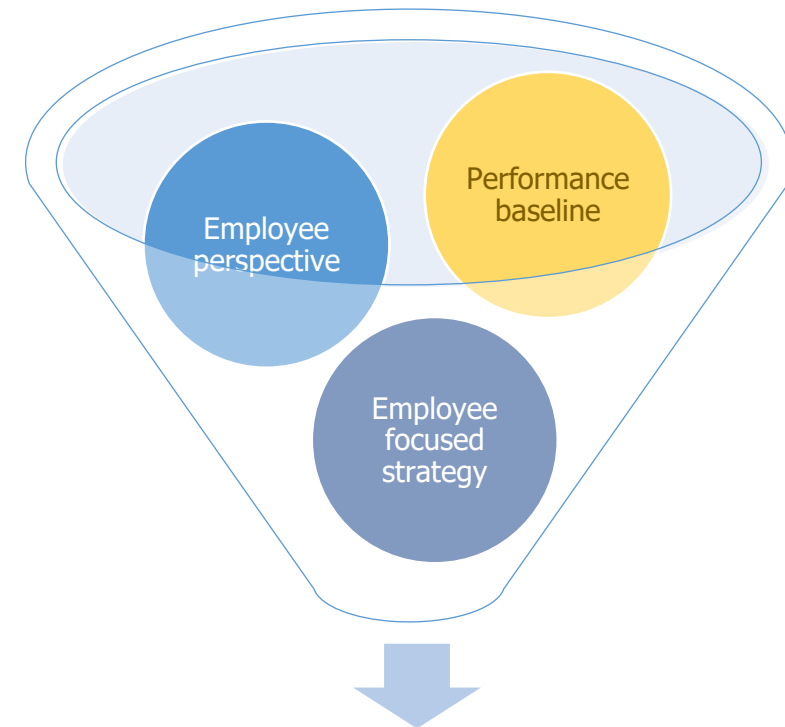 Performance
baseline
Employee
perspective
Employee
focused
strategy